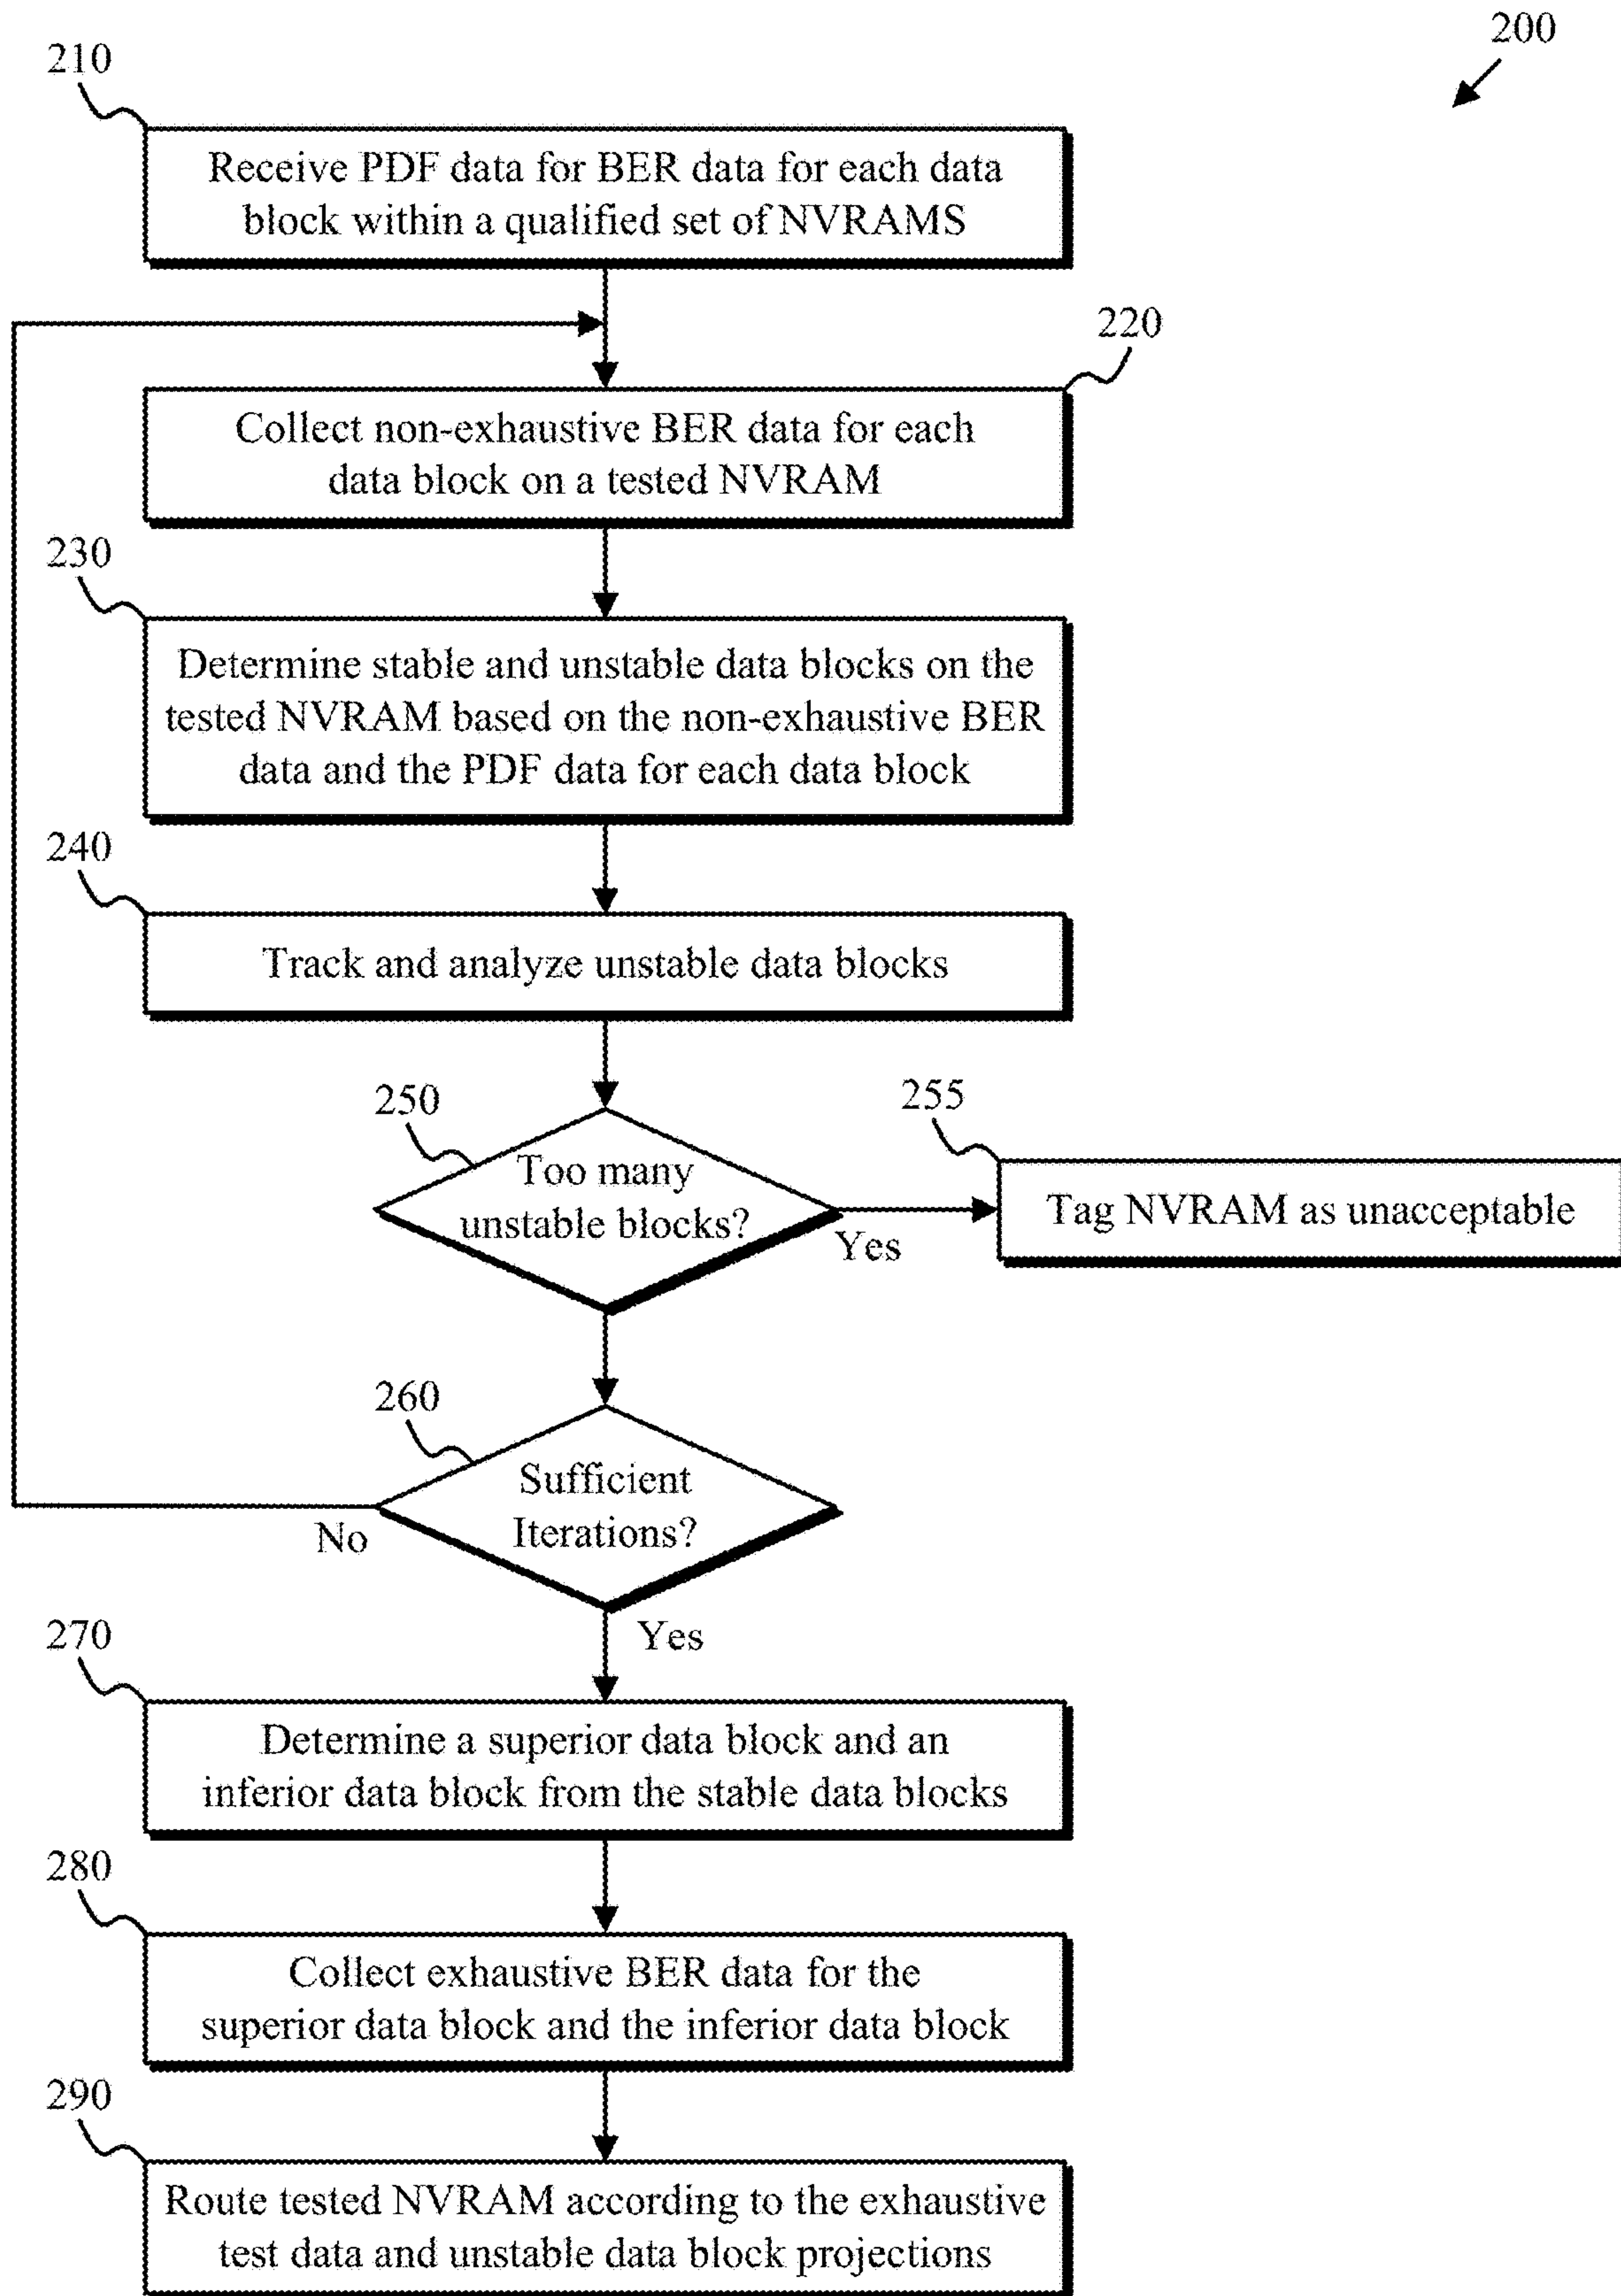 200
210
Receive PDF data for BER data for each data
block within a qualified set of NVRAMS
220
Collect non-exhaustive BER data for each
data block on a tested NVRAM
230
Determine stable and unstable data blocks on the
tested NVRAM based on the non-exhaustive BER
data and the PDF data for each data block
240
Track and analyze unstable data blocks
250
Too many
unstable blocks?
Yes
255
Tag NVRAM as unacceptable
260
Sufficient
Iterations?
No
Yes
270
Determine a superior data block and an
inferior data block from the stable data blocks
280
Collect exhaustive BER data for the
superior data block and the inferior data block
290
Route tested NVRAM according to the exhaustive
test data and unstable data block projections